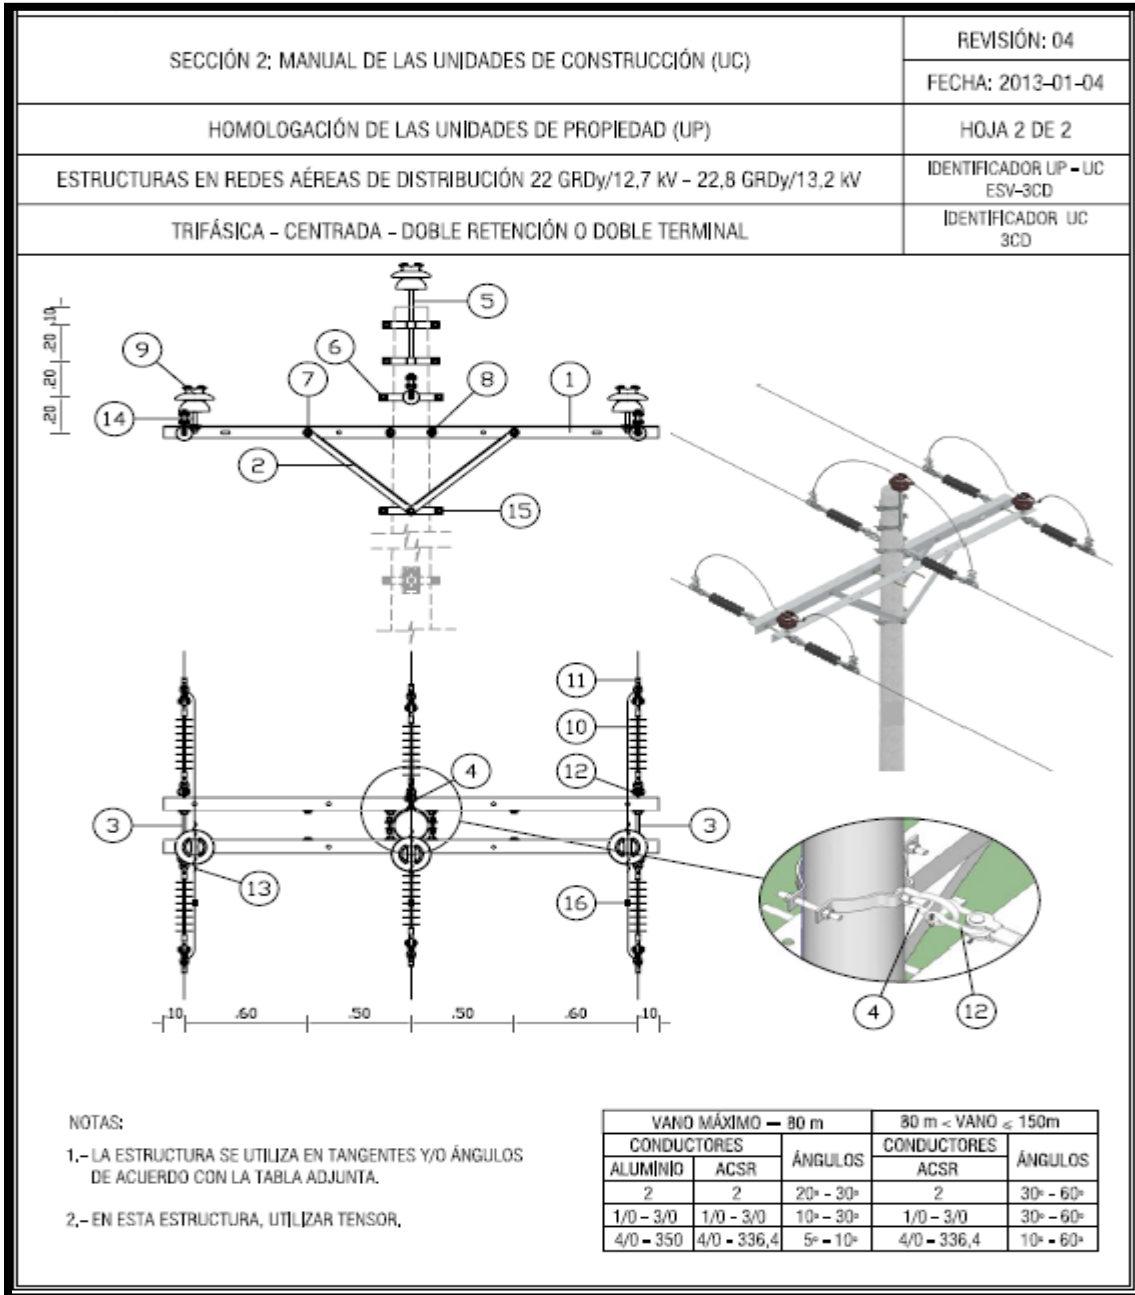 SECCIÓN 2: MANUAL DE LAS UNIDADES DE CONSTRUCCIÓN (UC)
REVISIÓN: 04
FECHA: 2013-01-04
HOMOLOGACIÓN DE LAS UNIDADES DE PROPIEDAD (UP)
HOJA 2 DE 2
ESTRUCTURAS EN REDES AÉREAS DE DISTRIBUCIÓN 22 GRDy/12,7 kV – 22,8 GRDy/13,2 kV
IDENTIFICADOR UP – UC
ESV–3CD
TRIFÁSICA – CENTRADA – DOBLE RETENCIÓN O DOBLE TERMINAL
IDENTIFICADOR UC
3CD
5
.10
.20
.20
.20
9
6
7
8
1
14
2
15
11
10
4
12
3
3
13
16
4
12
.10
.60
.50
.50
.60
.10
NOTAS:
1.– LA ESTRUCTURA SE UTILIZA EN TANGENTES Y/O ÁNGULOS
DE ACUERDO CON LA TABLA ADJUNTA.
2.– EN ESTA ESTRUCTURA, UTILIZAR TENSOR.
VANO MÁXIMO — 80 m
80 m < VANO ⩽ 150m
CONDUCTORES
ÁNGULOS
CONDUCTORES
ÁNGULOS
ALUMINIO
ACSR
ACSR
2
2
20° – 30°
2
30° – 60°
1/0 – 3/0
1/0 – 3/0
10° – 30°
1/0 – 3/0
30° – 60°
4/0 – 350
4/0 – 336,4
5° – 10°
4/0 – 336,4
10° – 60°